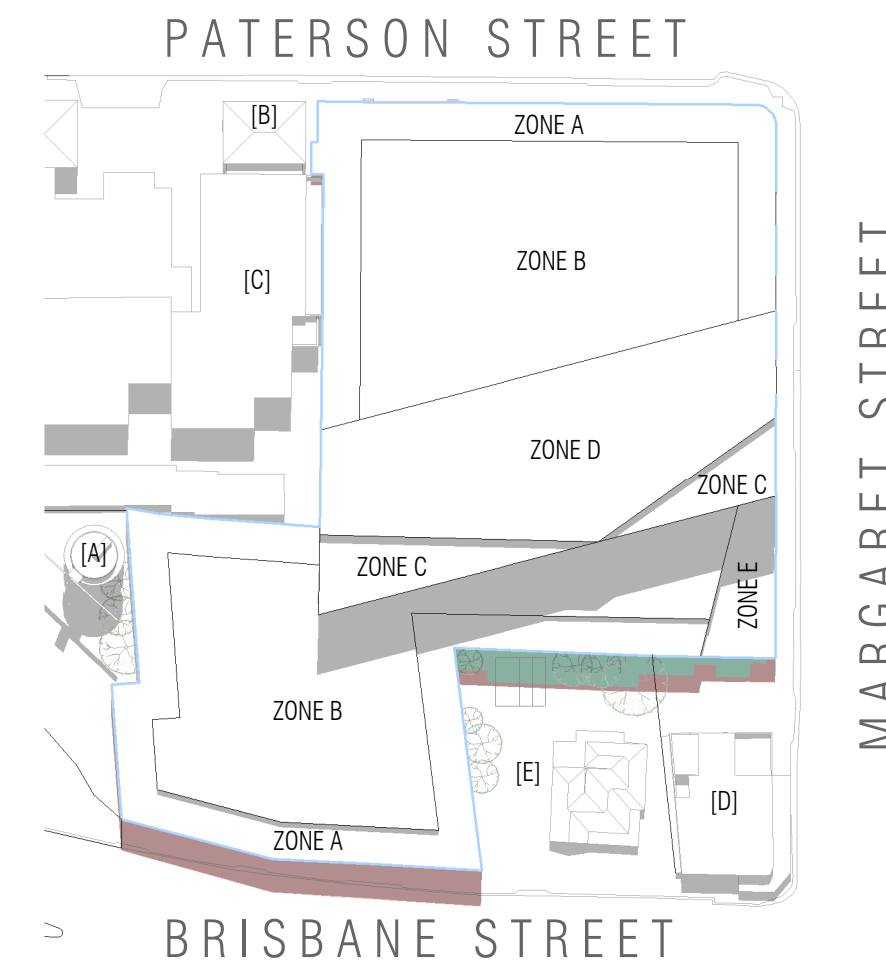 PATERSON STREET
[B]
ZONE A
ZONE B
[C]
MARGARET STREET
ZONE D
ZONE C
[A]
ZONE C
ZONE E
ZONE B
[E]
[D]
ZONE A
BRISBANE STREET